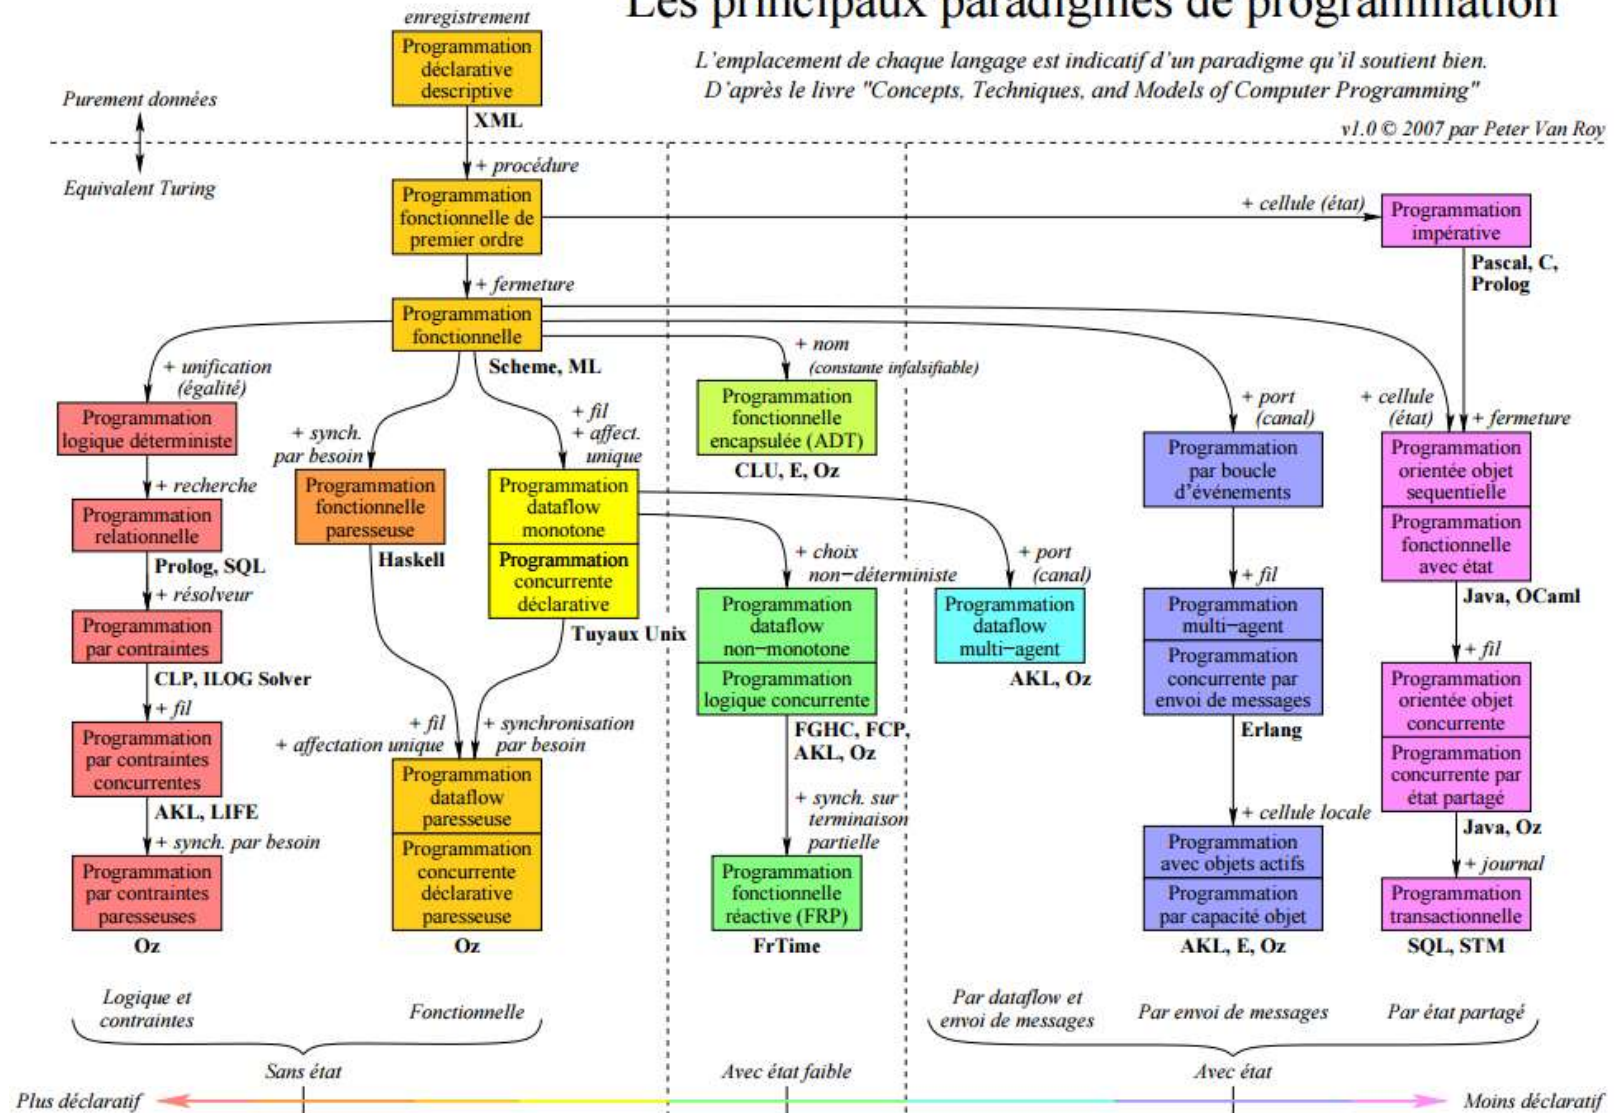 Les principaux paradigmes de programmation
L'emplacement de chaque langage est indicatif d'un paradigme qu'il soutient bien.
D'après le livre "Concepts, Techniques, and Models of Computer Programming"
v1.0 © 2007 par Peter Van Roy
enregistrement
Programmation
déclarative
descriptive
XML
Purement données
Equivalent Turing
+ procédure
Programmation
fonctionnelle de
premier ordre
+ cellule (état)
Programmation
impérative
Pascal, C,
Prolog
+ fermeture
Programmation
fonctionnelle
Scheme, ML
+ unification
(égalité)
Programmation
logique déterministe
+ recherche
Programmation
relationnelle
Prolog, SQL
+ résolveur
Programmation
par contraintes
CLP, ILOG Solver
+ fil
Programmation
par contraintes
concurrentes
AKL, LIFE
+ synch. par besoin
Programmation
par contraintes
paresseuses
Oz
+ synch.
par besoin
Programmation
fonctionnelle
paresseuse
Haskell
+ fil
+ affect.
unique
Programmation
dataflow
monotone
Programmation
concurrente
déclarative
Tuyaux Unix
+ fil
+ affectation unique
+ synchronisation
par besoin
Programmation
dataflow
paresseuse
Programmation
concurrente
déclarative
paresseuse
Oz
+ nom
(constante infalsifiable)
Programmation
fonctionnelle
encapsulée (ADT)
CLU, E, Oz
+ choix
non−déterministe
Programmation
dataflow
non−monotone
Programmation
logique concurrente
FGHC, FCP,
AKL, Oz
+ synch. sur
terminaison
partielle
Programmation
fonctionnelle
réactive (FRP)
FrTime
+ port
(canal)
Programmation
dataflow
multi−agent
AKL, Oz
+ port
(canal)
Programmation
par boucle
d'événements
+ fil
Programmation
multi−agent
Programmation
concurrente par
envoi de messages
Erlang
+ cellule locale
Programmation
avec objets actifs
Programmation
par capacité objet
AKL, E, Oz
+ cellule
(état)
+ fermeture
Programmation
orientée objet
sequentielle
Programmation
fonctionnelle
avec état
Java, OCaml
+ fil
Programmation
orientée objet
concurrente
Programmation
concurrente par
état partagé
Java, Oz
+ journal
Programmation
transactionnelle
SQL, STM
Logique et
contraintes
Fonctionnelle
Par dataflow et
envoi de messages
Par envoi de messages
Par état partagé
Sans état
Avec état faible
Avec état
Plus déclaratif
Moins déclaratif